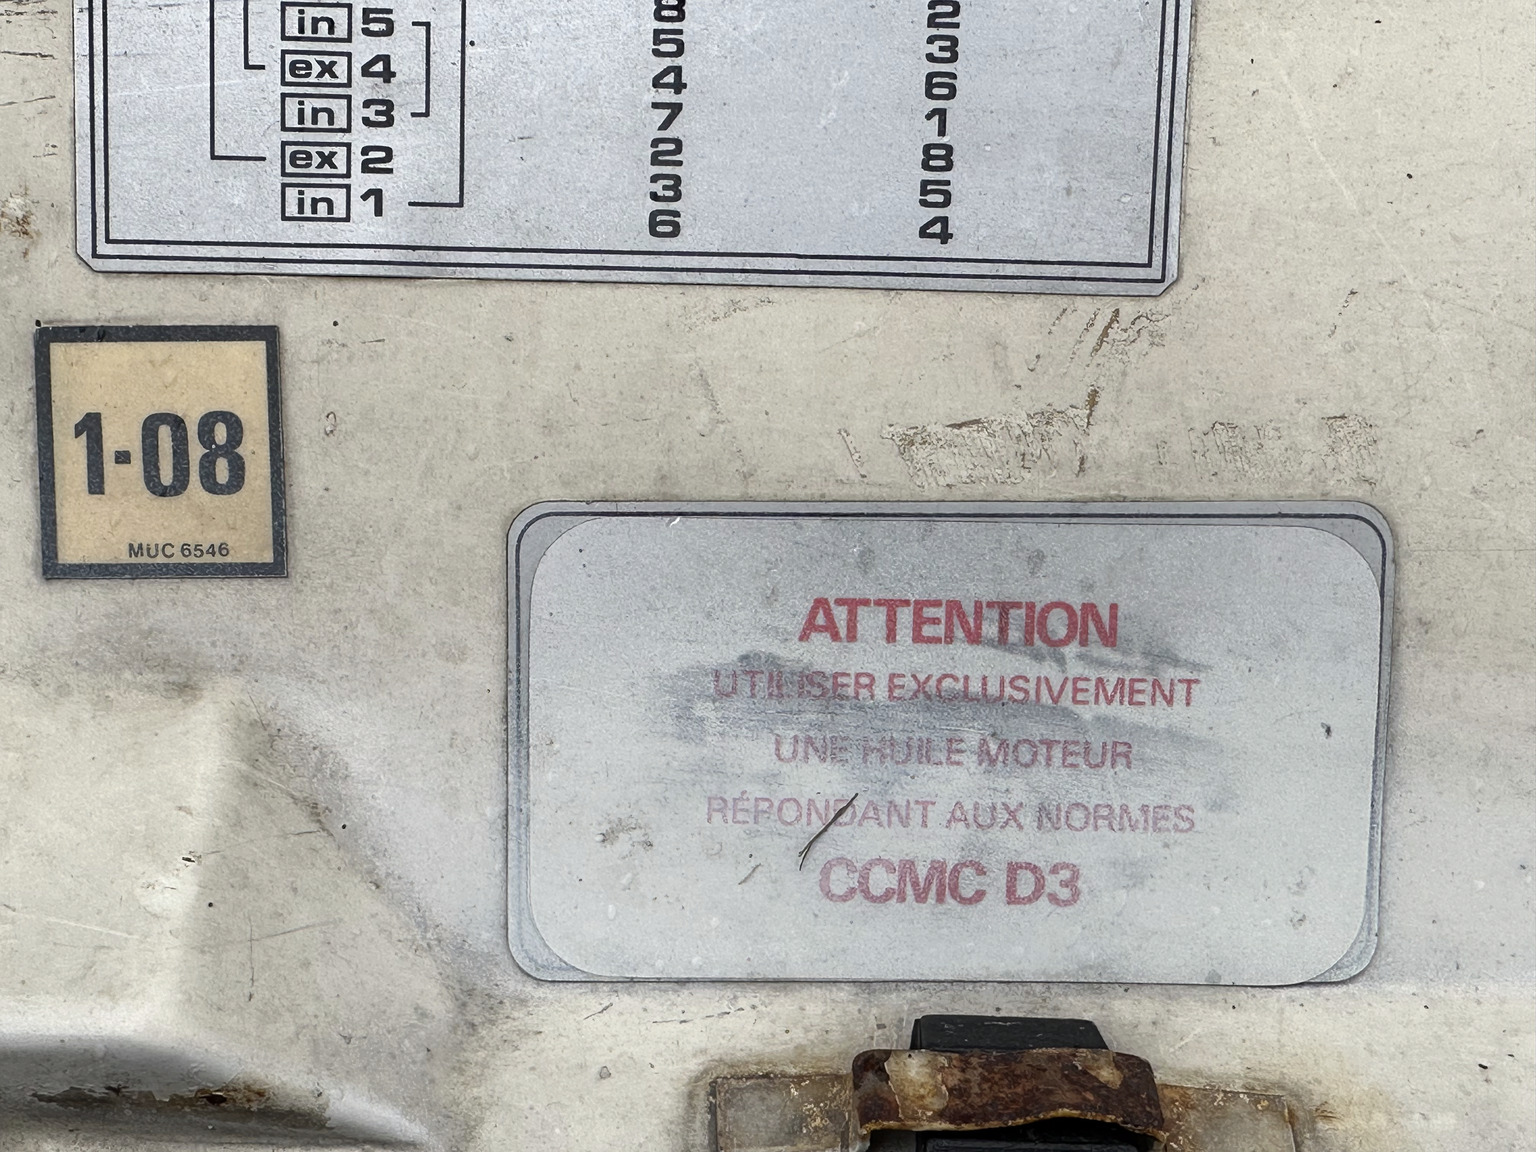 8 2
in 5 5 3
ex 4 4 6
in 3 7 1
ex 2 2 8
in 1 3 5
6 4
1-08
MUC 6546
ATTENTION
UTILISER EXCLUSIVEMENT
UNE HUILE MOTEUR
RÉPONDANT AUX NORMES
CCMC D3